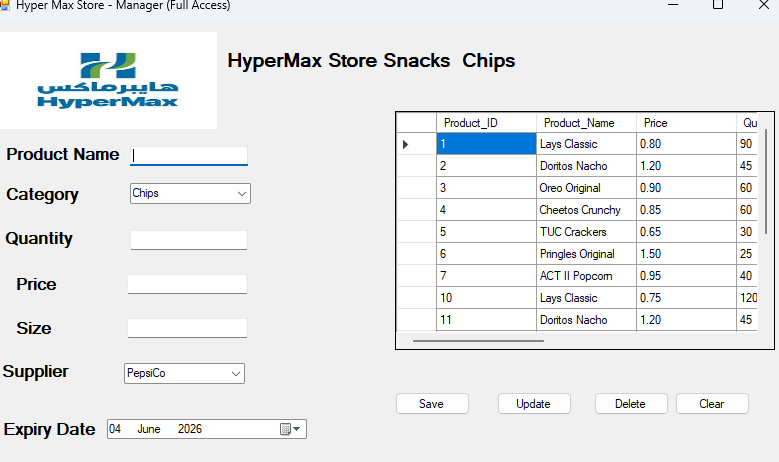 Hyper Max Store - Manager (Full Access)
هايبرماكس
HyperMax
HyperMax Store Snacks Chips
Product Name
Category Chips
Quantity
Price
Size
Supplier PepsiCo
Expiry Date 04 June 2026
Product_ID Product_Name Price Qu
1 Lays Classic 0.80 90
2 Doritos Nacho 1.20 45
3 Oreo Original 0.90 60
4 Cheetos Crunchy 0.85 60
5 TUC Crackers 0.65 30
6 Pringles Original 1.50 25
7 ACT II Popcorn 0.95 40
10 Lays Classic 0.75 120
11 Doritos Nacho 1.20 45
Save Update Delete Clear